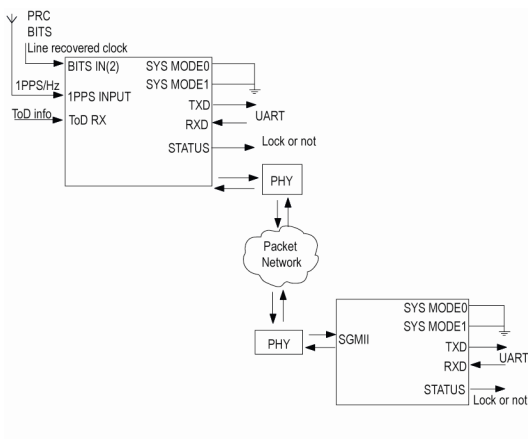 PRC
BITS
Line recovered clock
BITS IN(2)
SYS MODE0
SYS MODE1
1PPS/Hz
1PPS INPUT
TXD
UART
ToD info
ToD RX
RXD
STATUS
Lock or not
PHY
Packet
Network
PHY
SGMII
SYS MODE0
SYS MODE1
TXD
UART
RXD
STATUS
Lock or not